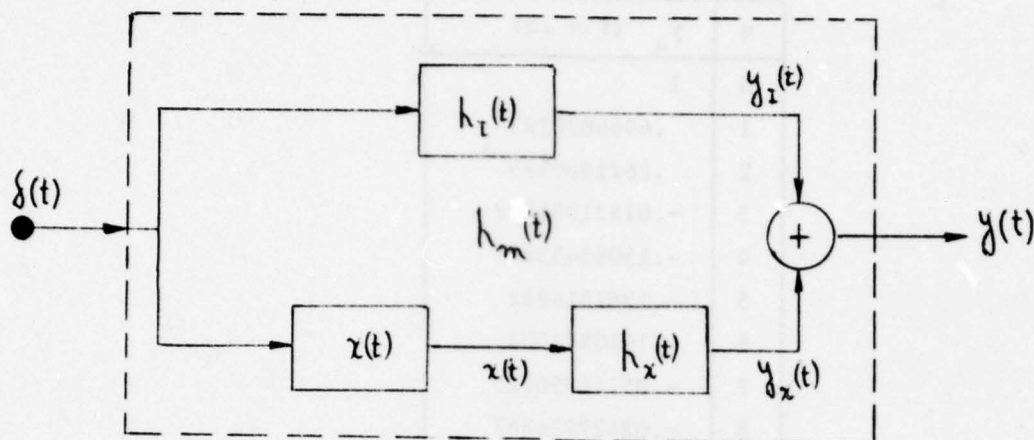 h_I(t)
y_I(t)
δ(t)
h_m(t)
+
y(t)
x(t)
x(t)
h_x(t)
y_x(t)